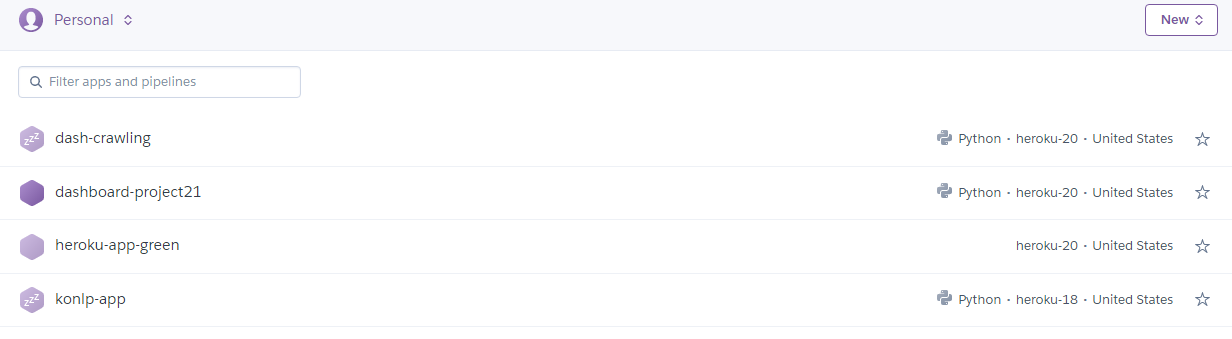 Personal New
Filter apps and pipelines
zzz dash-crawling Python · heroku-20 · United States
dashboard-project21 Python · heroku-20 · United States
heroku-app-green heroku-20 · United States
zzz konlp-app Python · heroku-18 · United States